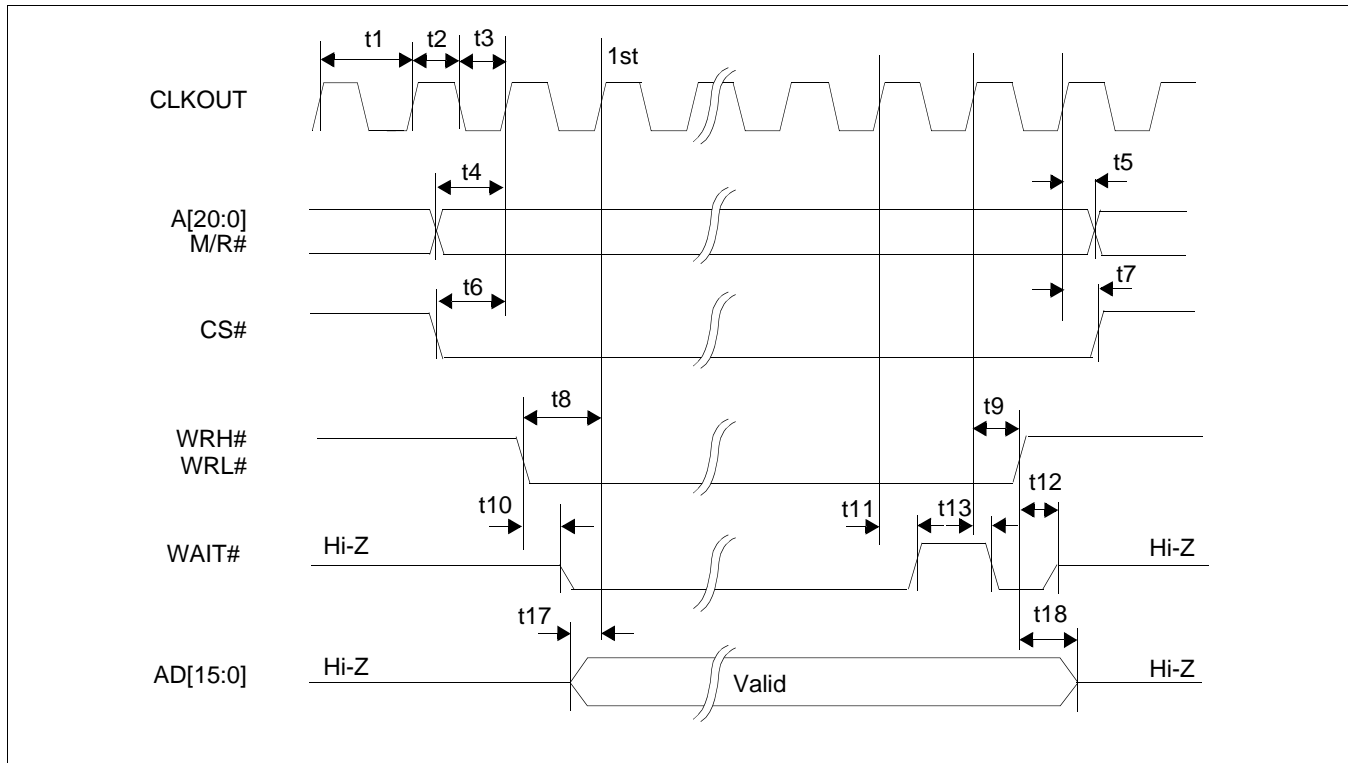 t1 t2 t3
1st
CLKOUT
t4 t5
A[20:0]
M/R#
t6 t7
CS#
t8 t9
WRH#
WRL#
t10 t11 t13 t12
WAIT# Hi-Z Hi-Z
t17 t18
AD[15:0] Hi-Z Valid Hi-Z